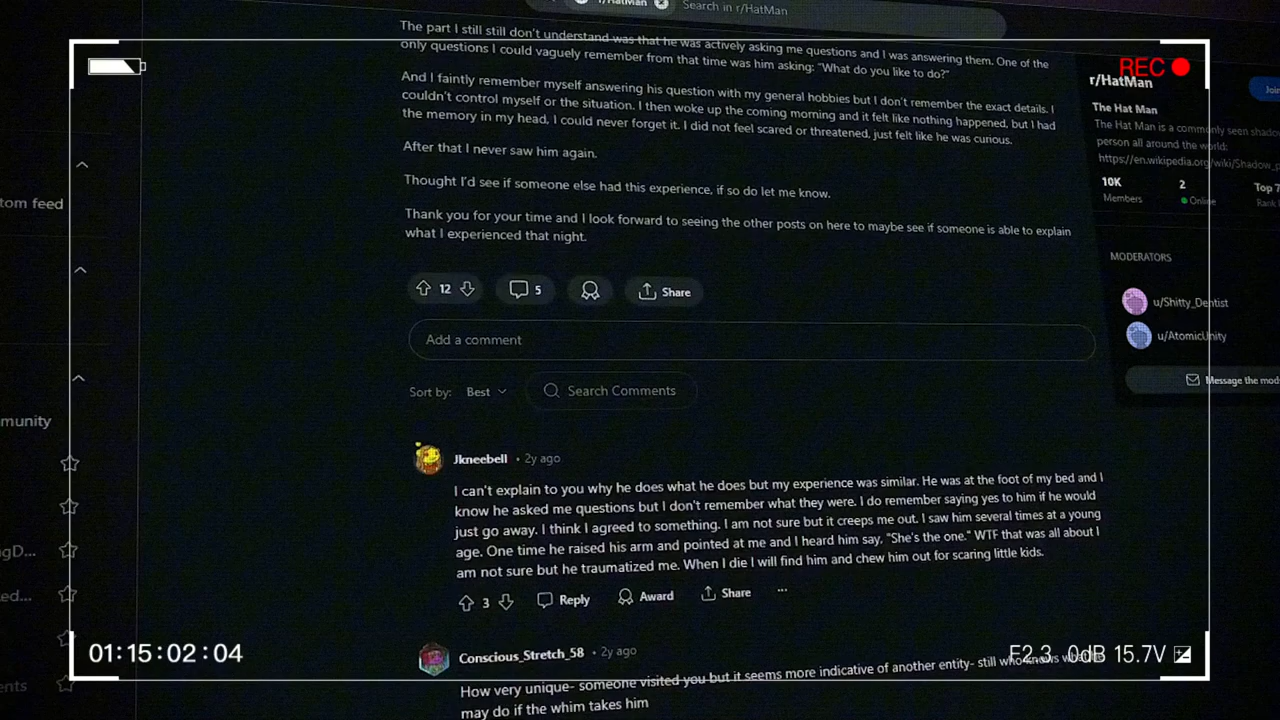 r/HatMan
Search in r/HatMan
The part I still still don't understand was that he was actively asking me questions and I was answering them. One of the
only questions I could vaguely remember from that time was him asking: "What do you like to do?"
And I faintly remember myself answering his question with my general hobbies but I don't remember the exact details. I
couldn't control myself or the situation. I then woke up the coming morning and it felt like nothing happened, but I had
the memory in my head, I could never forget it. I did not feel scared or threatened, just felt like he was curious.
After that I never saw him again.
Thought I'd see if someone else had this experience, if so do let me know.
Thank you for your time and I look forward to seeing the other posts on here to maybe see if someone is able to explain
what I experienced that night.
12
5
Share
Add a comment
Sort by: Best
Search Comments
Jkneebell • 2y ago
I can't explain to you why he does what he does but my experience was similar. He was at the foot of my bed and I
know he asked me questions but I don't remember what they were. I do remember saying yes to him if he would
just go away. I think I agreed to something. I am not sure but it creeps me out. I saw him several times at a young
age. One time he raised his arm and pointed at me and I heard him say, "She's the one." WTF that was all about I
am not sure but he traumatized me. When I die I will find him and chew him out for scaring little kids.
3
Reply
Award
Share
Conscious_Stretch_58 • 2y ago
How very unique- someone visited you but it seems more indicative of another entity- still who knows what he
may do if the whim takes him
REC
r/HatMan
Join
The Hat Man
The Hat Man is a commonly seen shado
person all around the world:
https://en.wikipedia.org/wiki/Shadow_p
10K
Members
2
Online
Top 7
Rank
MODERATORS
u/Shitty_Dentist
u/AtomicUnity
Message the mod
tom feed
munity
gD...
ed...
ents
01:15:02:04
F2.3 0dB 15.7V